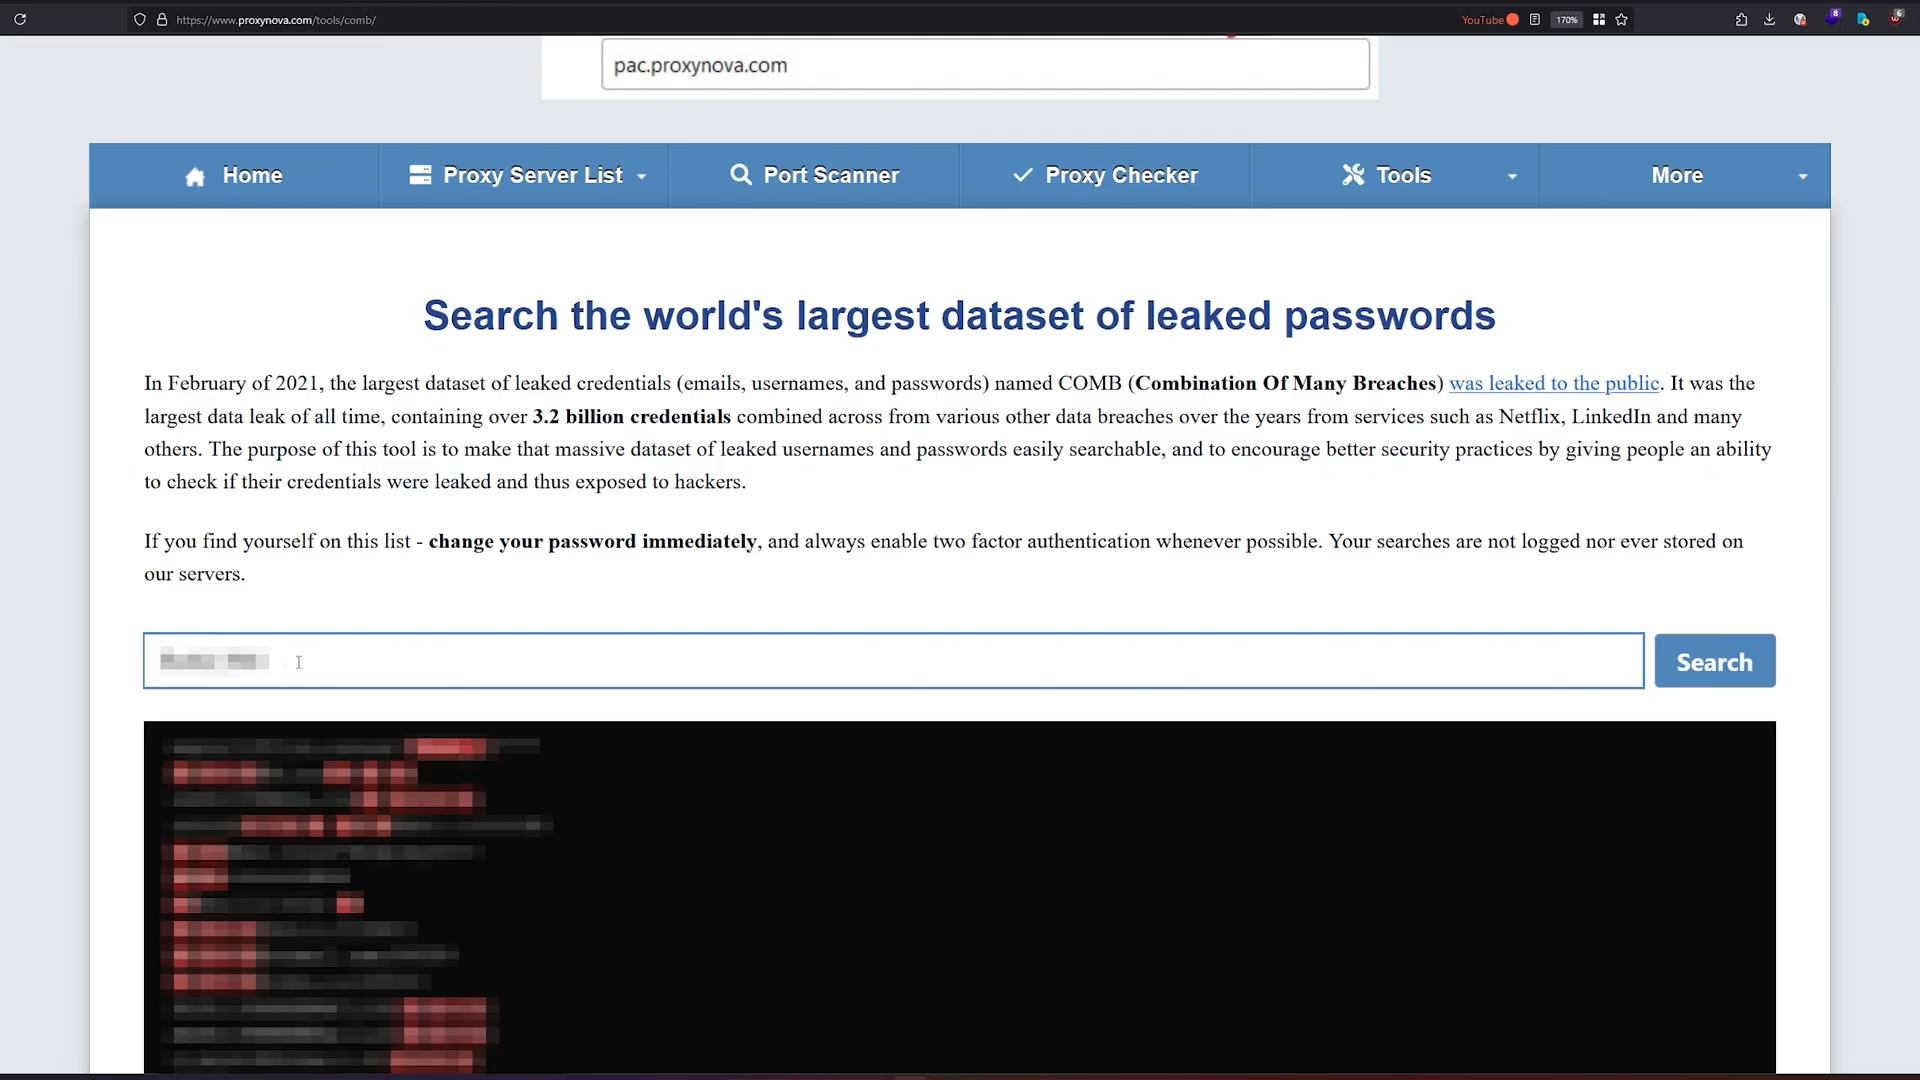 https://www.proxynova.com/tools/comb/
YouTube
170%
8
6
pac.proxynova.com
Home
Proxy Server List
Port Scanner
Proxy Checker
Tools
More
Search the world's largest dataset of leaked passwords
In February of 2021, the largest dataset of leaked credentials (emails, usernames, and passwords) named COMB (Combination Of Many Breaches) was leaked to the public. It was the
largest data leak of all time, containing over 3.2 billion credentials combined across from various other data breaches over the years from services such as Netflix, LinkedIn and many
others. The purpose of this tool is to make that massive dataset of leaked usernames and passwords easily searchable, and to encourage better security practices by giving people an ability
to check if their credentials were leaked and thus exposed to hackers.
If you find yourself on this list - change your password immediately, and always enable two factor authentication whenever possible. Your searches are not logged nor ever stored on
our servers.
Search